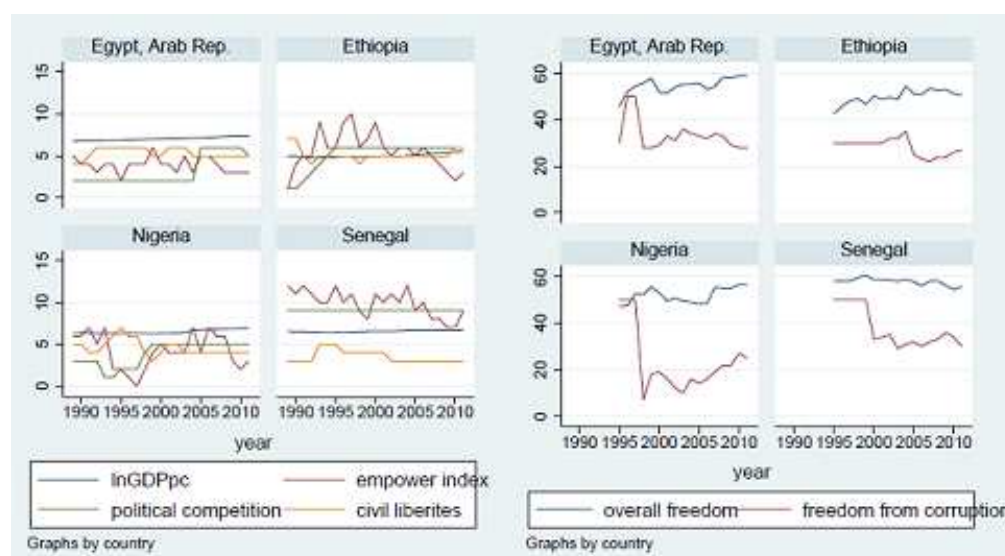 Egypt, Arab Rep.
Ethiopia
15
10
5
0
Nigeria
Senegal
15
10
5
0
1990 1995 2000 2005 2010
1990 1995 2000 2005 2010
year
lnGDPpc
empower index
political competition
civil liberites
Graphs by country
Egypt, Arab Rep.
Ethiopia
60
40
20
0
Nigeria
Senegal
60
40
20
0
1990 1995 2000 2005 2010
1990 1995 2000 2005 2010
year
overall freedom
freedom from corruption
Graphs by country